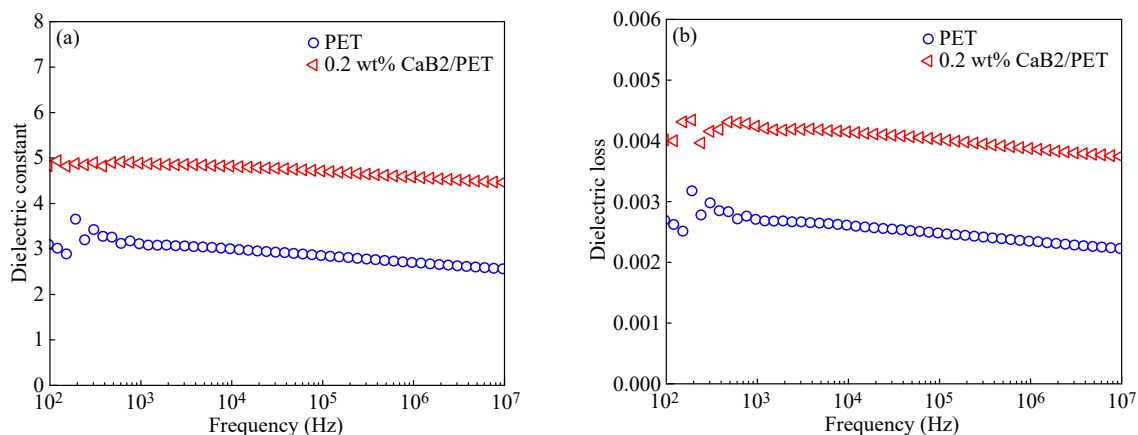 (a)
PET
0.2 wt% CaB2/PET
Dielectric constant
8
7
6
5
4
3
2
1
0
10² 10³ 10⁴ 10⁵ 10⁶ 10⁷
Frequency (Hz)
(b)
PET
0.2 wt% CaB2/PET
Dielectric loss
0.006
0.005
0.004
0.003
0.002
0.001
0.000
10² 10³ 10⁴ 10⁵ 10⁶ 10⁷
Frequency (Hz)